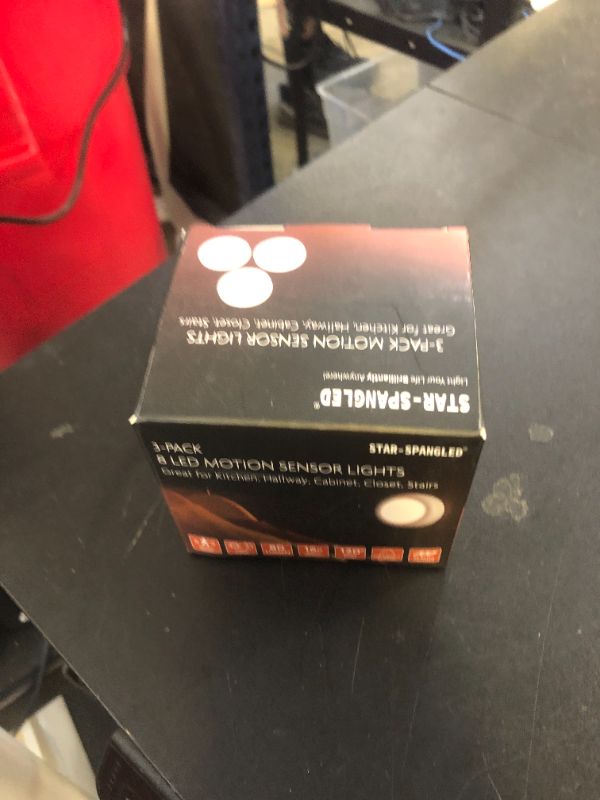 STAR-SPANGLED®
Light Your Life Brilliantly Anywhere!
3-PACK MOTION SENSOR LIGHTS
Great for Kitchen, Hallway, Cabinet, Closet, Stairs
3-PACK
STAR-SPANGLED®
8 LED MOTION SENSOR LIGHTS
Great for Kitchen, Hallway, Cabinet, Closet, Stairs